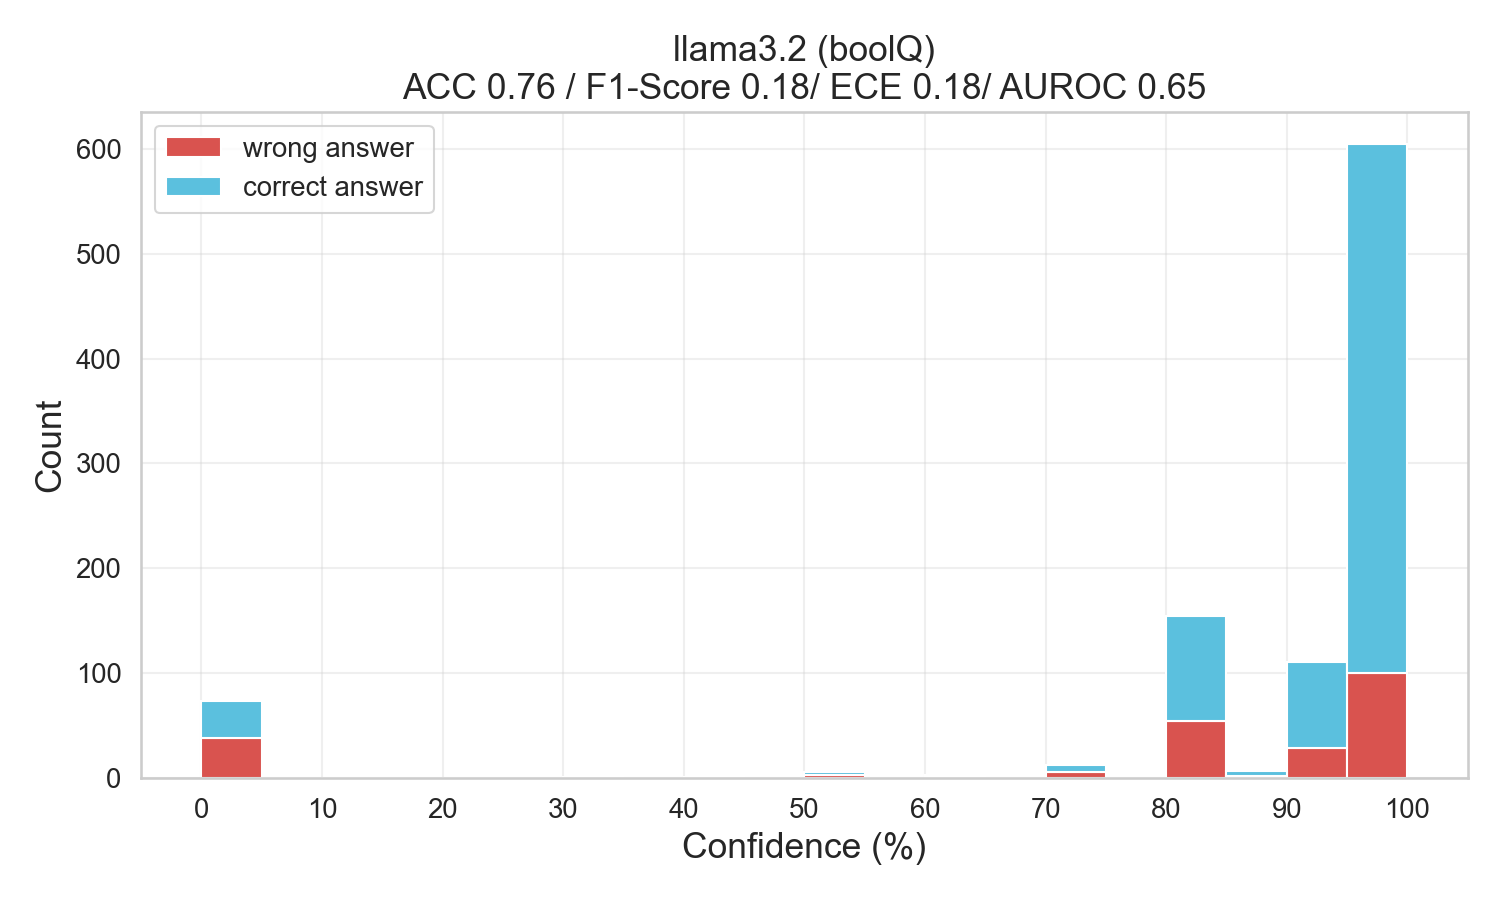 llama3.2 (boolQ)
ACC 0.76 / F1-Score 0.18/ ECE 0.18/ AUROC 0.65
wrong answer
correct answer
600
500
400
300
200
100
0
Count
0 10 20 30 40 50 60 70 80 90 100
Confidence (%)